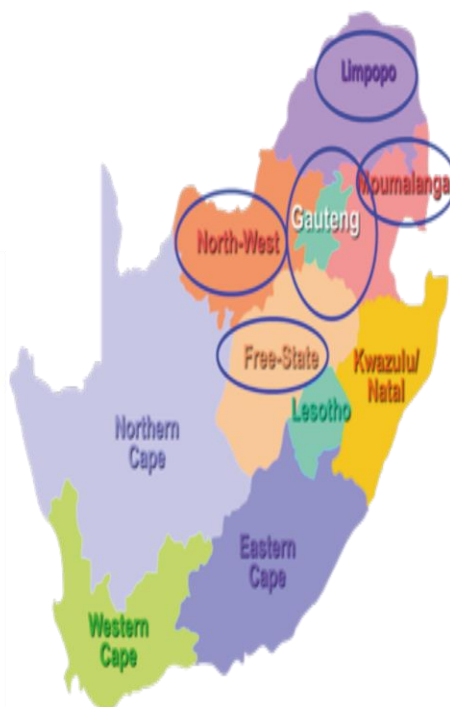 Limpopo
Mpumalanga
Gauteng
North-West
Free-State
Kwazulu/
Natal
Lesotho
Northern
Cape
Eastern
Cape
Western
Cape